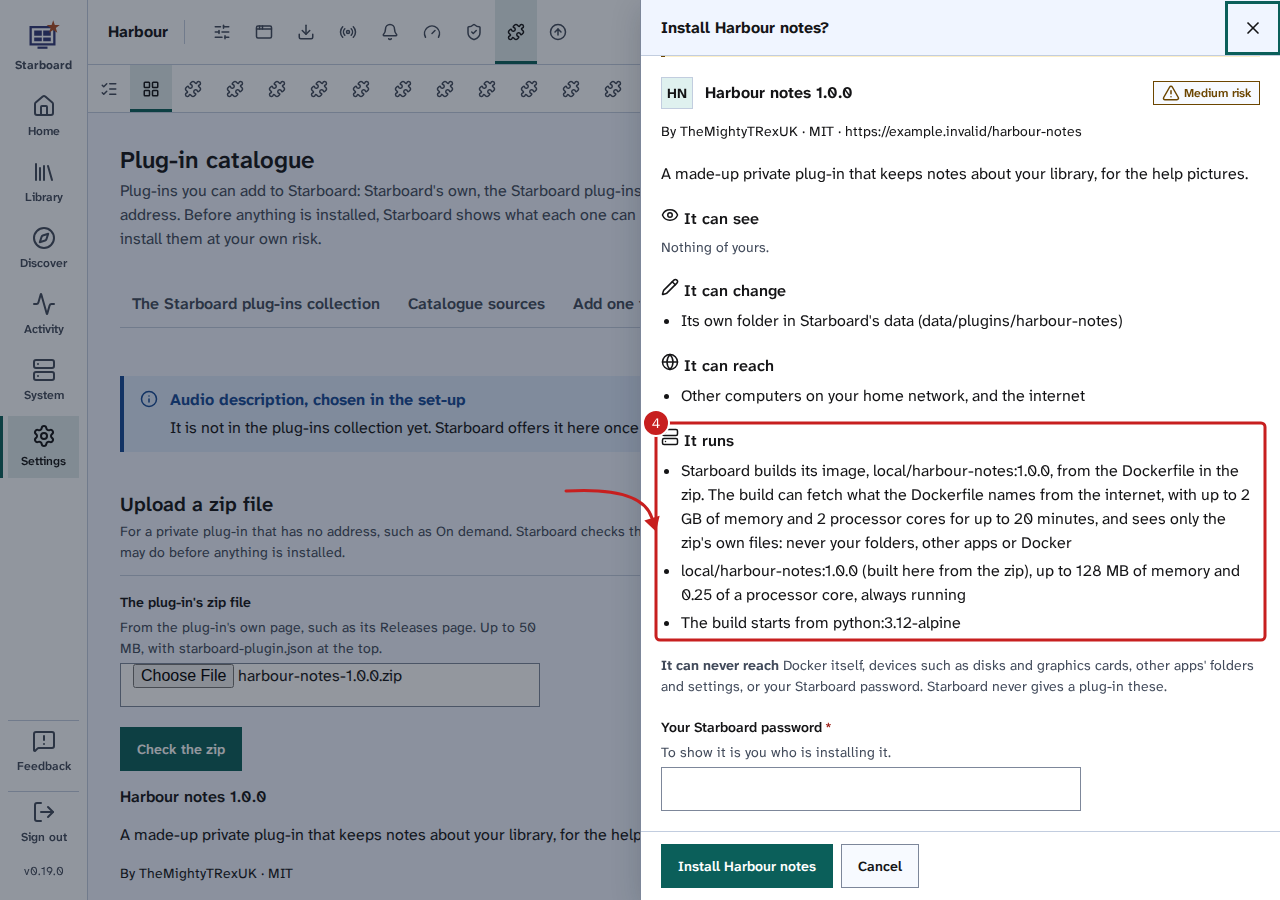 Starboard
Home
Library
Discover
Activity
System
Settings
Feedback
Sign out
v0.19.0
Harbour
Plug-in catalogue
Plug-ins you can add to Starboard: Starboard's own, the Starboard plug-ins
address. Before anything is installed, Starboard shows what each one can
install them at your own risk.
The Starboard plug-ins collection
Catalogue sources
Add one
Audio description, chosen in the set-up
It is not in the plug-ins collection yet. Starboard offers it here once
Upload a zip file
For a private plug-in that has no address, such as On demand. Starboard checks th
may do before anything is installed.
The plug-in's zip file
From the plug-in's own page, such as its Releases page. Up to 50
MB, with starboard-plugin.json at the top.
Choose File harbour-notes-1.0.0.zip
Check the zip
Harbour notes 1.0.0
A made-up private plug-in that keeps notes about your library, for the help
By TheMightyTRexUK · MIT
Install Harbour notes?
HN Harbour notes 1.0.0
Medium risk
By TheMightyTRexUK · MIT · https://example.invalid/harbour-notes
A made-up private plug-in that keeps notes about your library, for the help pictures.
It can see
Nothing of yours.
It can change
• Its own folder in Starboard's data (data/plugins/harbour-notes)
It can reach
• Other computers on your home network, and the internet
4
It runs
• Starboard builds its image, local/harbour-notes:1.0.0, from the Dockerfile in the
zip. The build can fetch what the Dockerfile names from the internet, with up to 2
GB of memory and 2 processor cores for up to 20 minutes, and sees only the
zip's own files: never your folders, other apps or Docker
• local/harbour-notes:1.0.0 (built here from the zip), up to 128 MB of memory and
0.25 of a processor core, always running
• The build starts from python:3.12-alpine
It can never reach Docker itself, devices such as disks and graphics cards, other apps' folders
and settings, or your Starboard password. Starboard never gives a plug-in these.
Your Starboard password *
To show it is you who is installing it.
Install Harbour notes
Cancel